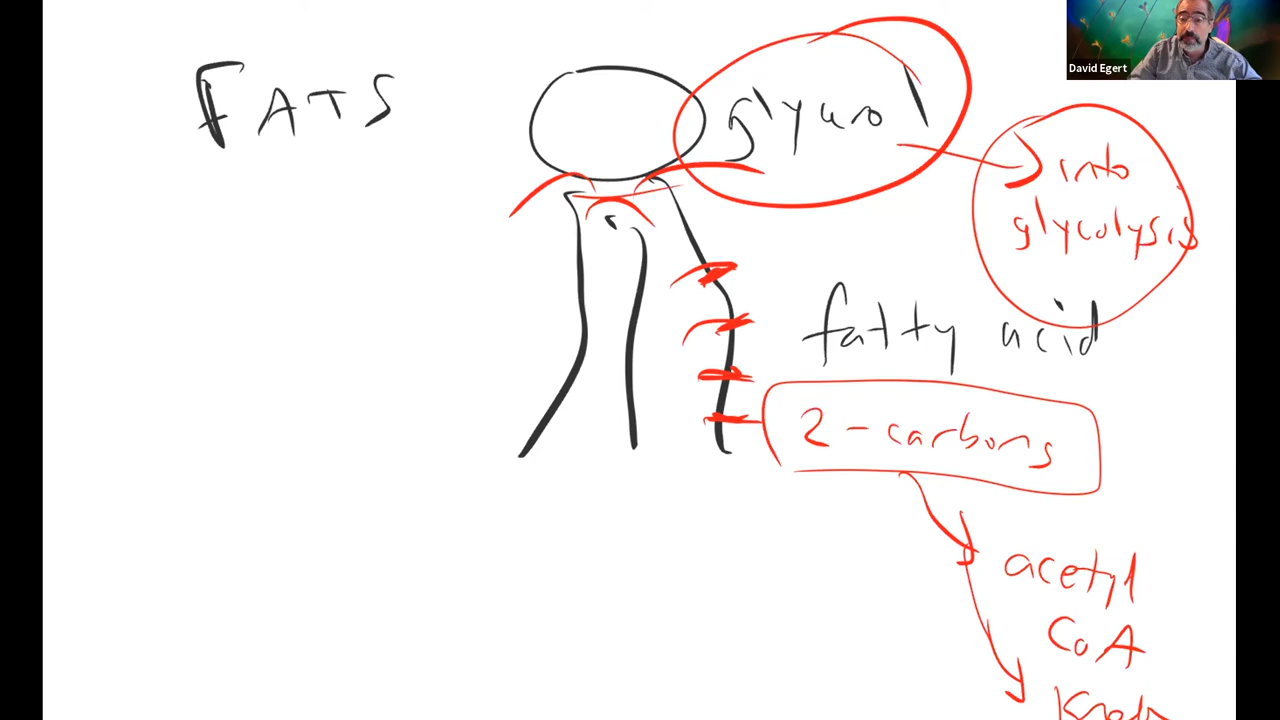 David Egert
FATS
glycerol
into
glycolysis
fatty acid
2-carbons
acetyl
CoA